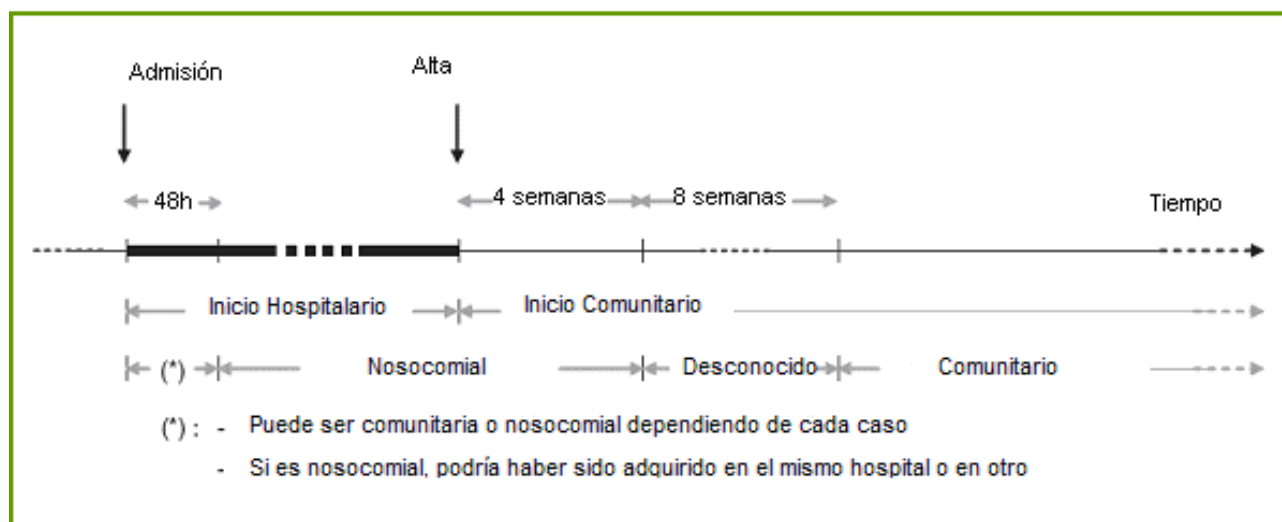 Admisión
Alta
48h
4 semanas
8 semanas
Tiempo
Inicio Hospitalario
Inicio Comunitario
(*)
Nosocomial
Desconocido
Comunitario
(*) : - Puede ser comunitaria o nosocomial dependiendo de cada caso
- Si es nosocomial, podría haber sido adquirido en el mismo hospital o en otro